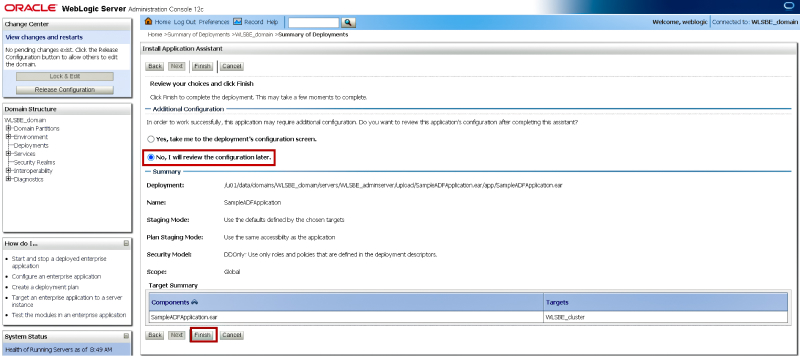 ORACLE WebLogic Server Administration Console 12c
Change Center
View changes and restarts
No pending changes exist. Click the Release
Configuration button to allow others to edit
the domain.
Lock & Edit
Release Configuration
Domain Structure
WLSBE_domain
Domain Partitions
Environment
Deployments
Services
Security Realms
Interoperability
Diagnostics
How do I...
Start and stop a deployed enterprise
application
Configure an enterprise application
Create a deployment plan
Target an enterprise application to a server
instance
Test the modules in an enterprise application
System Status
Health of Running Servers as of 8:49 AM
Home Log Out Preferences Record Help
Welcome, weblogic Connected to: WLSBE_domain
Home >Summary of Deployments >WLSBE_domain >Summary of Deployments
Install Application Assistant
Back Next Finish Cancel
Review your choices and click Finish
Click Finish to complete the deployment. This may take a few moments to complete.
Additional Configuration
In order to work successfully, this application may require additional configuration. Do you want to review this application's configuration after completing this assistant?
Yes, take me to the deployment's configuration screen.
No, I will review the configuration later.
Summary
Deployment: /u01/data/domains/WLSBE_domain/servers/WLSBE_adminserver/upload/SampleADFApplication.ear/app/SampleADFApplication.ear
Name: SampleADFApplication
Staging Mode: Use the defaults defined by the chosen targets
Plan Staging Mode: Use the same accessibility as the application
Security Model: DDOnly: Use only roles and policies that are defined in the deployment descriptors.
Scope: Global
Target Summary
Components Targets
SampleADFApplication.ear WLSBE_cluster
Back Next Finish Cancel